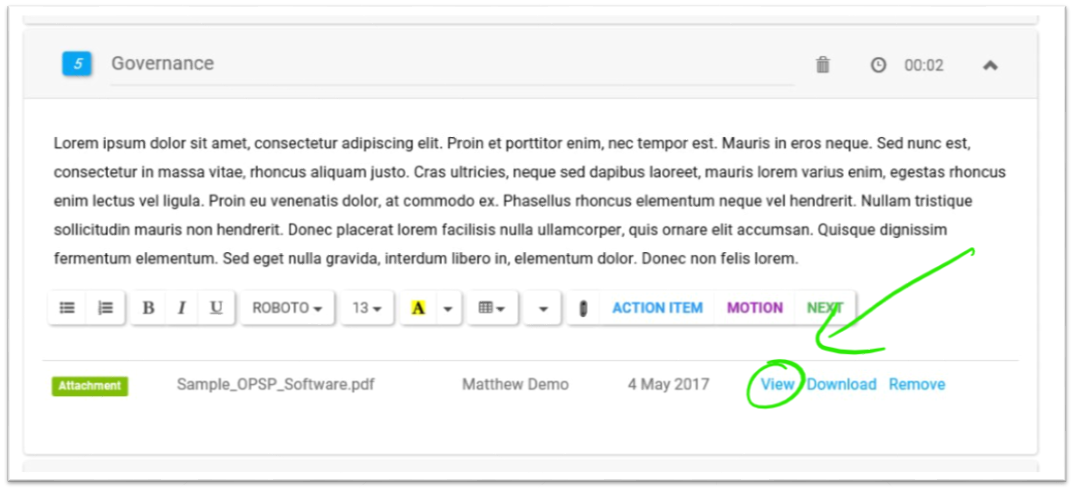 5 Governance 00:02
Lorem ipsum dolor sit amet, consectetur adipiscing elit. Proin et porttitor enim, nec tempor est. Mauris in eros neque. Sed nunc est,
consectetur in massa vitae, rhoncus aliquam justo. Cras ultricies, neque sed dapibus laoreet, mauris lorem varius enim, egestas rhoncus
enim lectus vel ligula. Proin eu venenatis dolor, at commodo ex. Phasellus rhoncus elementum neque vel hendrerit. Nullam tristique
sollicitudin mauris non hendrerit. Donec placerat lorem facilisis nulla ullamcorper, quis ornare elit accumsan. Quisque dignissim
fermentum elementum. Sed eget nulla gravida, interdum libero in, elementum dolor. Donec non felis lorem.
B I U ROBOTO 13 A ACTION ITEM MOTION NEXT
Attachment Sample_OPSP_Software.pdf Matthew Demo 4 May 2017 View Download Remove